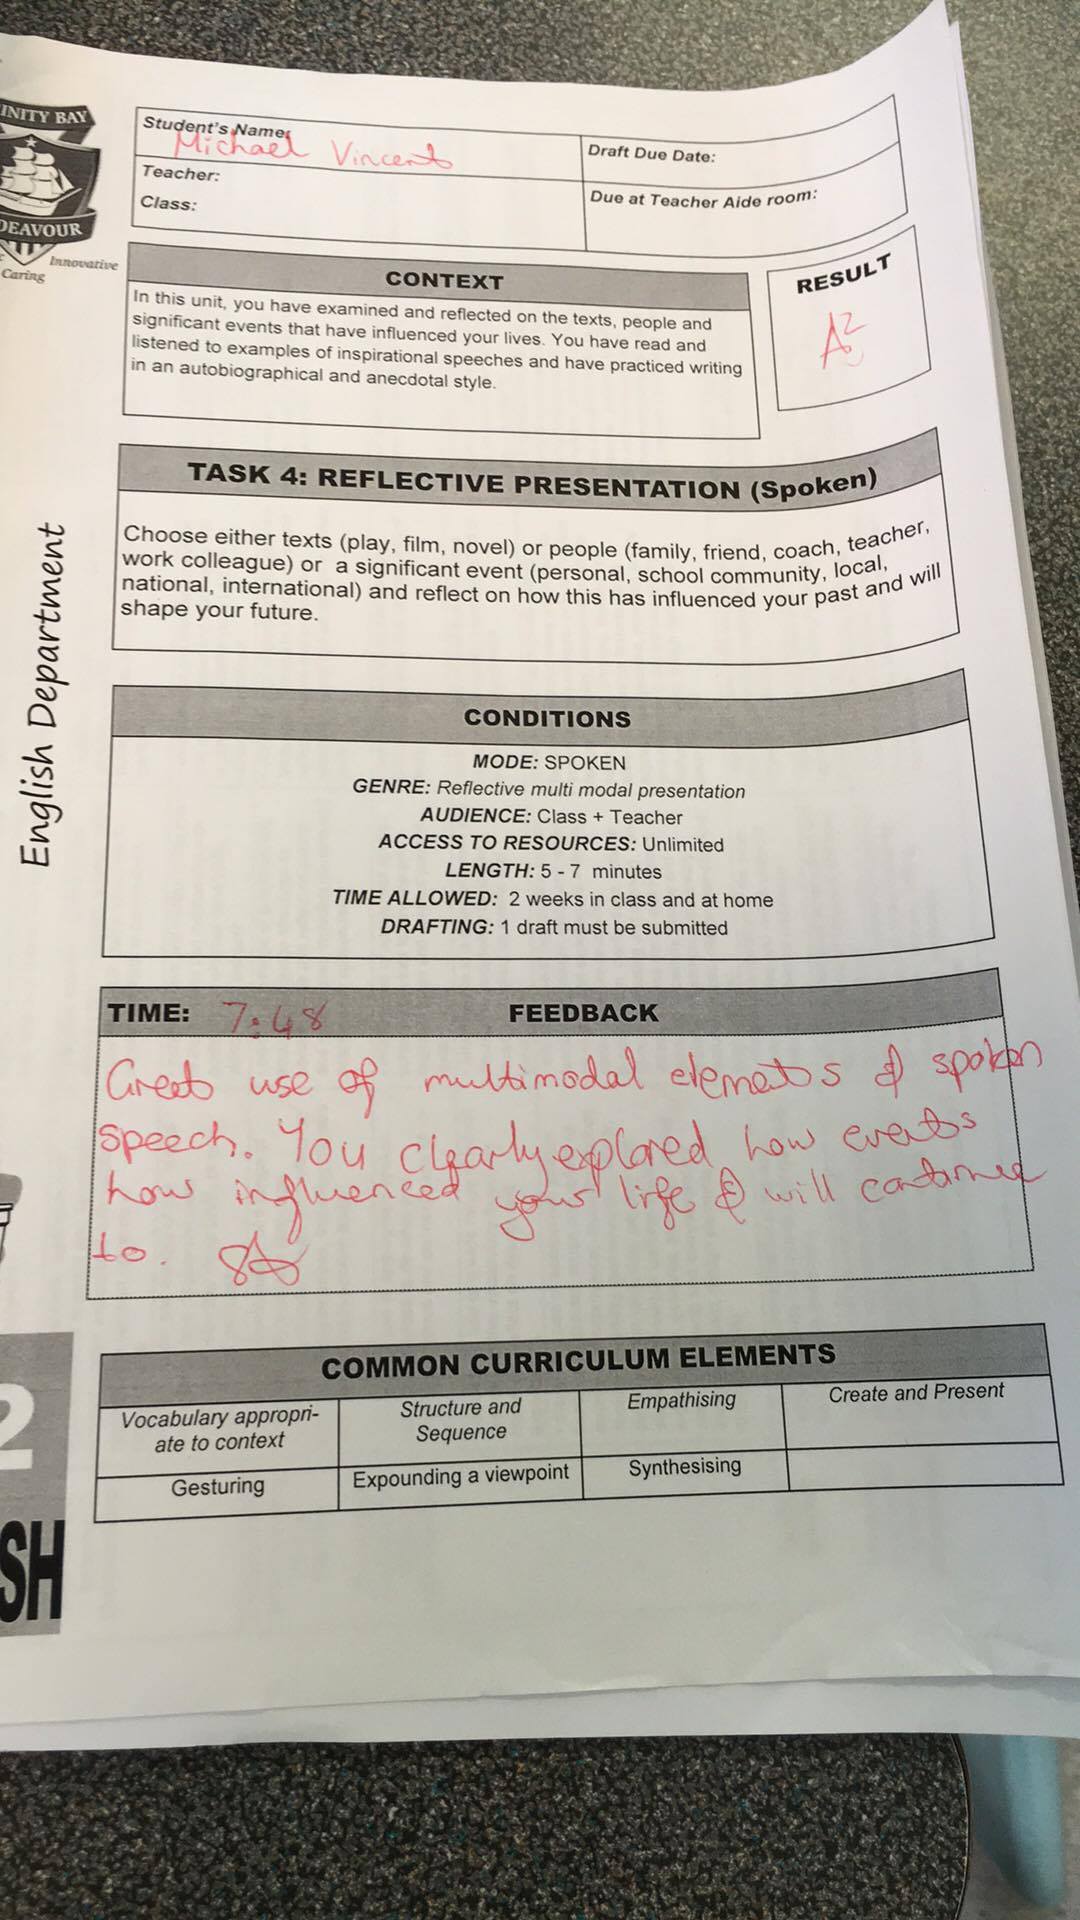 INITY BAY
DEAVOUR
Innovative
Caring
Student's Name:
Michael Vincent
Draft Due Date:
Teacher:
Class:
Due at Teacher Aide room:
CONTEXT
In this unit, you have examined and reflected on the texts, people and
significant events that have influenced your lives. You have read and
listened to examples of inspirational speeches and have practiced writing
in an autobiographical and anecdotal style.
RESULT
A2
TASK 4: REFLECTIVE PRESENTATION (Spoken)
Choose either texts (play, film, novel) or people (family, friend, coach, teacher,
work colleague) or a significant event (personal, school community, local,
national, international) and reflect on how this has influenced your past and will
shape your future.
English Department
CONDITIONS
MODE: SPOKEN
GENRE: Reflective multi modal presentation
AUDIENCE: Class + Teacher
ACCESS TO RESOURCES: Unlimited
LENGTH: 5 - 7 minutes
TIME ALLOWED: 2 weeks in class and at home
DRAFTING: 1 draft must be submitted
TIME: 7:48 FEEDBACK
Great use of multimodal elements & spoken
speech. You clearly explored how events
how influenced your life & will continue
to.
COMMON CURRICULUM ELEMENTS
Vocabulary appropri-
ate to context
Structure and
Sequence
Empathising
Create and Present
Gesturing
Expounding a viewpoint
Synthesising
2
SH